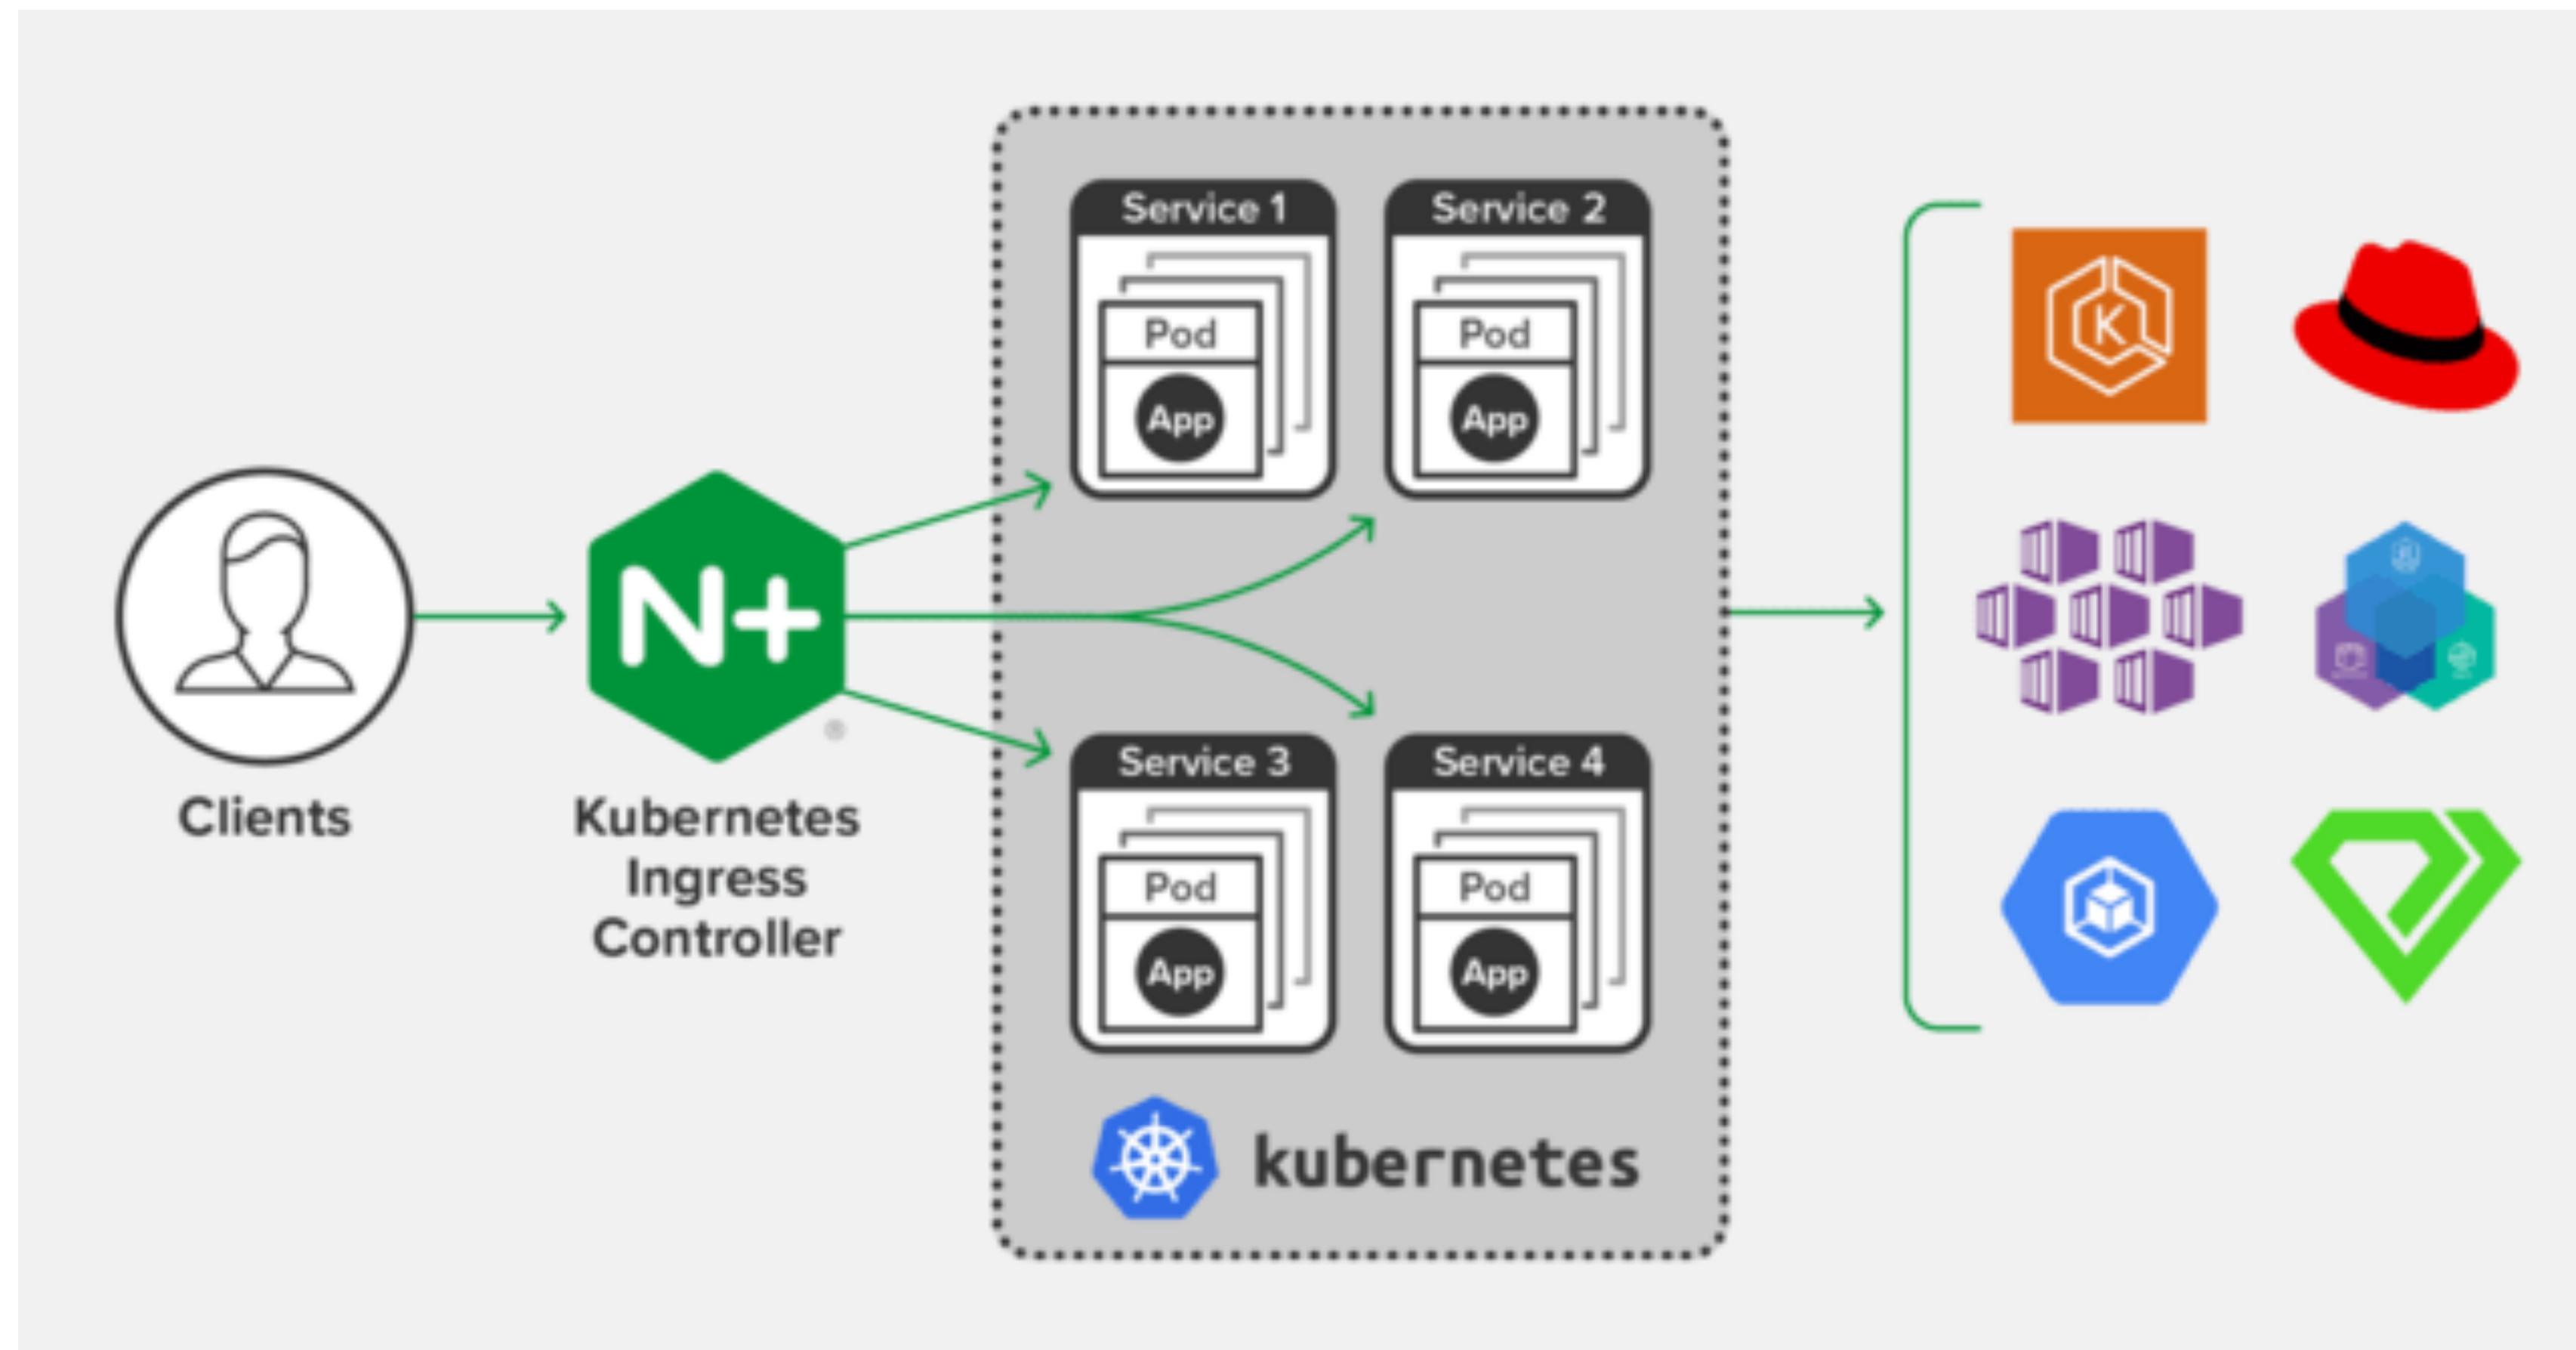 Service 1
Service 2
Pod
Pod
App
App
N+
Clients
Kubernetes
Ingress
Controller
Service 3
Service 4
Pod
Pod
App
App
kubernetes
K